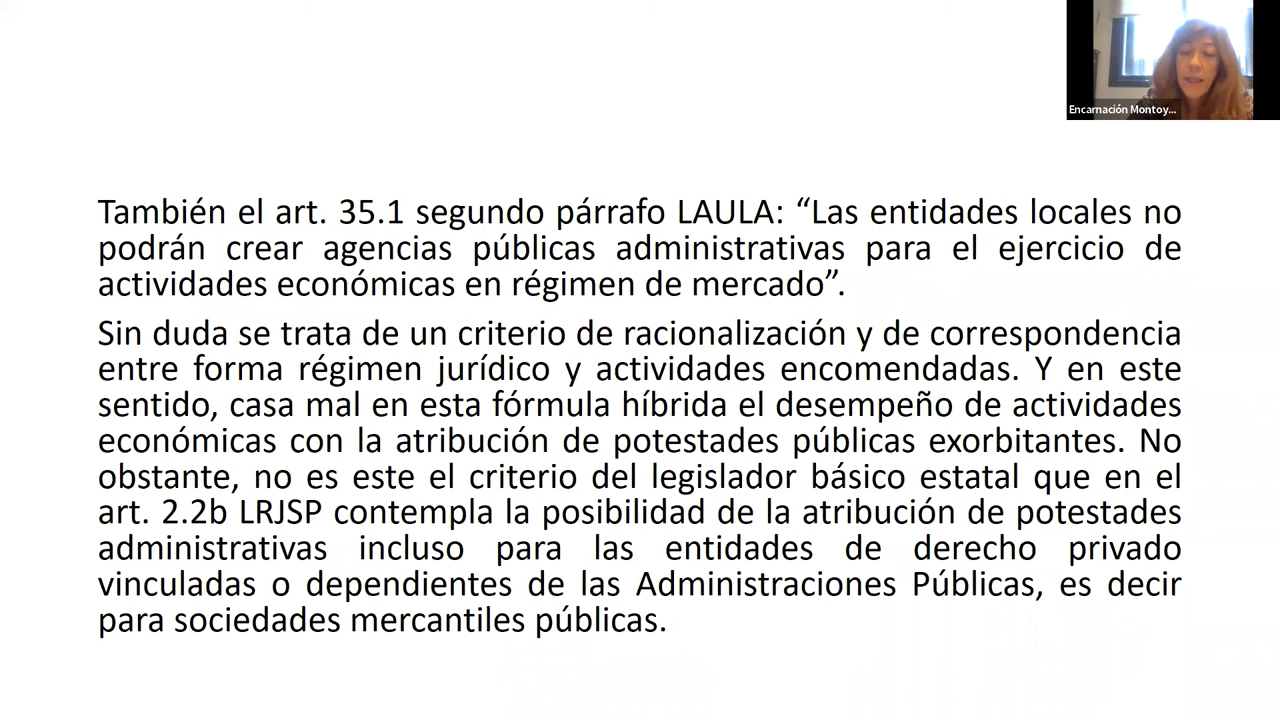 Encarnación Montoy...
También el art. 35.1 segundo párrafo LAULA: “Las entidades locales no
podrán crear agencias públicas administrativas para el ejercicio de
actividades económicas en régimen de mercado”.
Sin duda se trata de un criterio de racionalización y de correspondencia
entre forma régimen jurídico y actividades encomendadas. Y en este
sentido, casa mal en esta fórmula híbrida el desempeño de actividades
económicas con la atribución de potestades públicas exorbitantes. No
obstante, no es este el criterio del legislador básico estatal que en el
art. 2.2b LRJSP contempla la posibilidad de la atribución de potestades
administrativas incluso para las entidades de derecho privado
vinculadas o dependientes de las Administraciones Públicas, es decir
para sociedades mercantiles públicas.